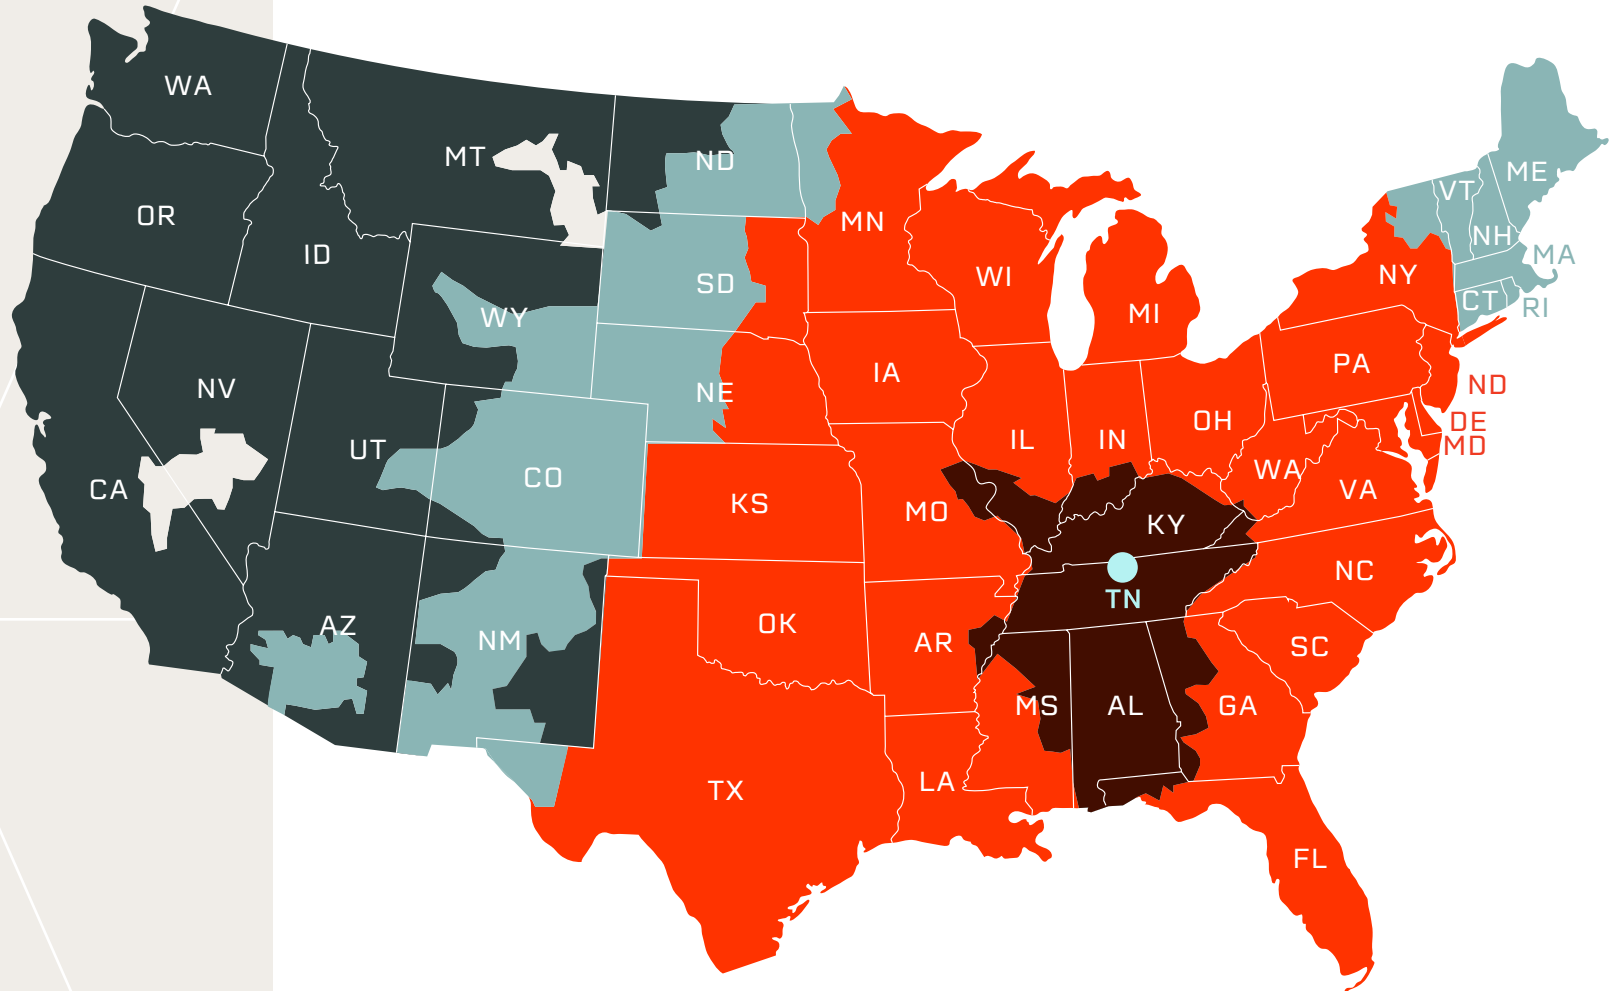 WA
MT
ND
OR
ID
MN
VT
ME
NH
MA
SD
WI
NY
WY
MI
CT
RI
NV
NE
IA
PA
ND
UT
CO
IL
IN
OH
DE
MD
CA
KS
MO
WA
VA
KY
AZ
NM
OK
AR
TN
NC
SC
MS
AL
GA
TX
LA
FL